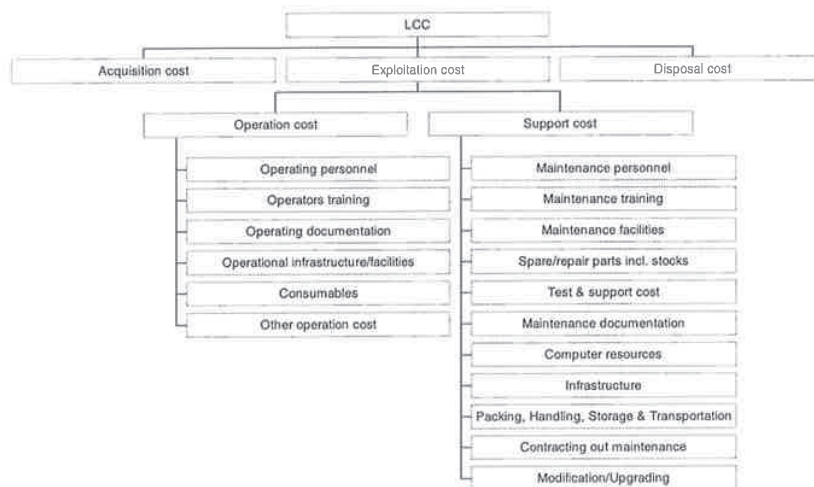 LCC
Acquisition cost
Exploitation cost
Disposal cost
Operation cost
Support cost
Operating personnel
Operators training
Operating documentation
Operational infrastructure/facilities
Consumables
Other operation cost
Maintenance personnel
Maintenance training
Maintenance facilities
Spare/repair parts incl. stocks
Test & support cost
Maintenance documentation
Computer resources
Infrastructure
Packing, Handling, Storage & Transportation
Contracting out maintenance
Modification/Upgrading